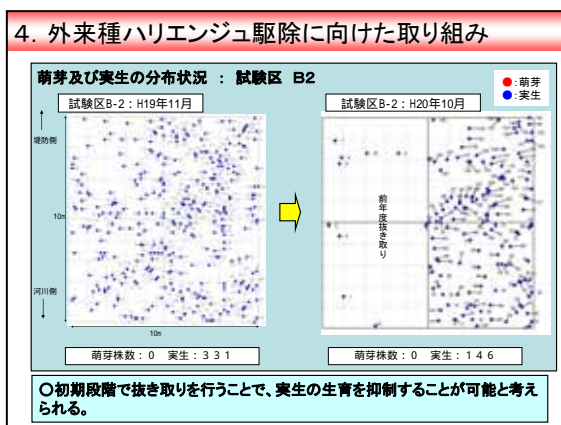 4．外来種ハリエンジュ駆除に向けた取り組み
萌芽及び実生の分布状況 ： 試験区 B2
●：萌芽
●：実生
試験区B-2：H19年11月
試験区B-2：H20年10月
堤防側
10m
河川側
10m
前年度抜き取り
萌芽株数：0 実生：331
萌芽株数：0 実生：146
○初期段階で抜き取りを行うことで、実生の生育を抑制することが可能と考え
られる。